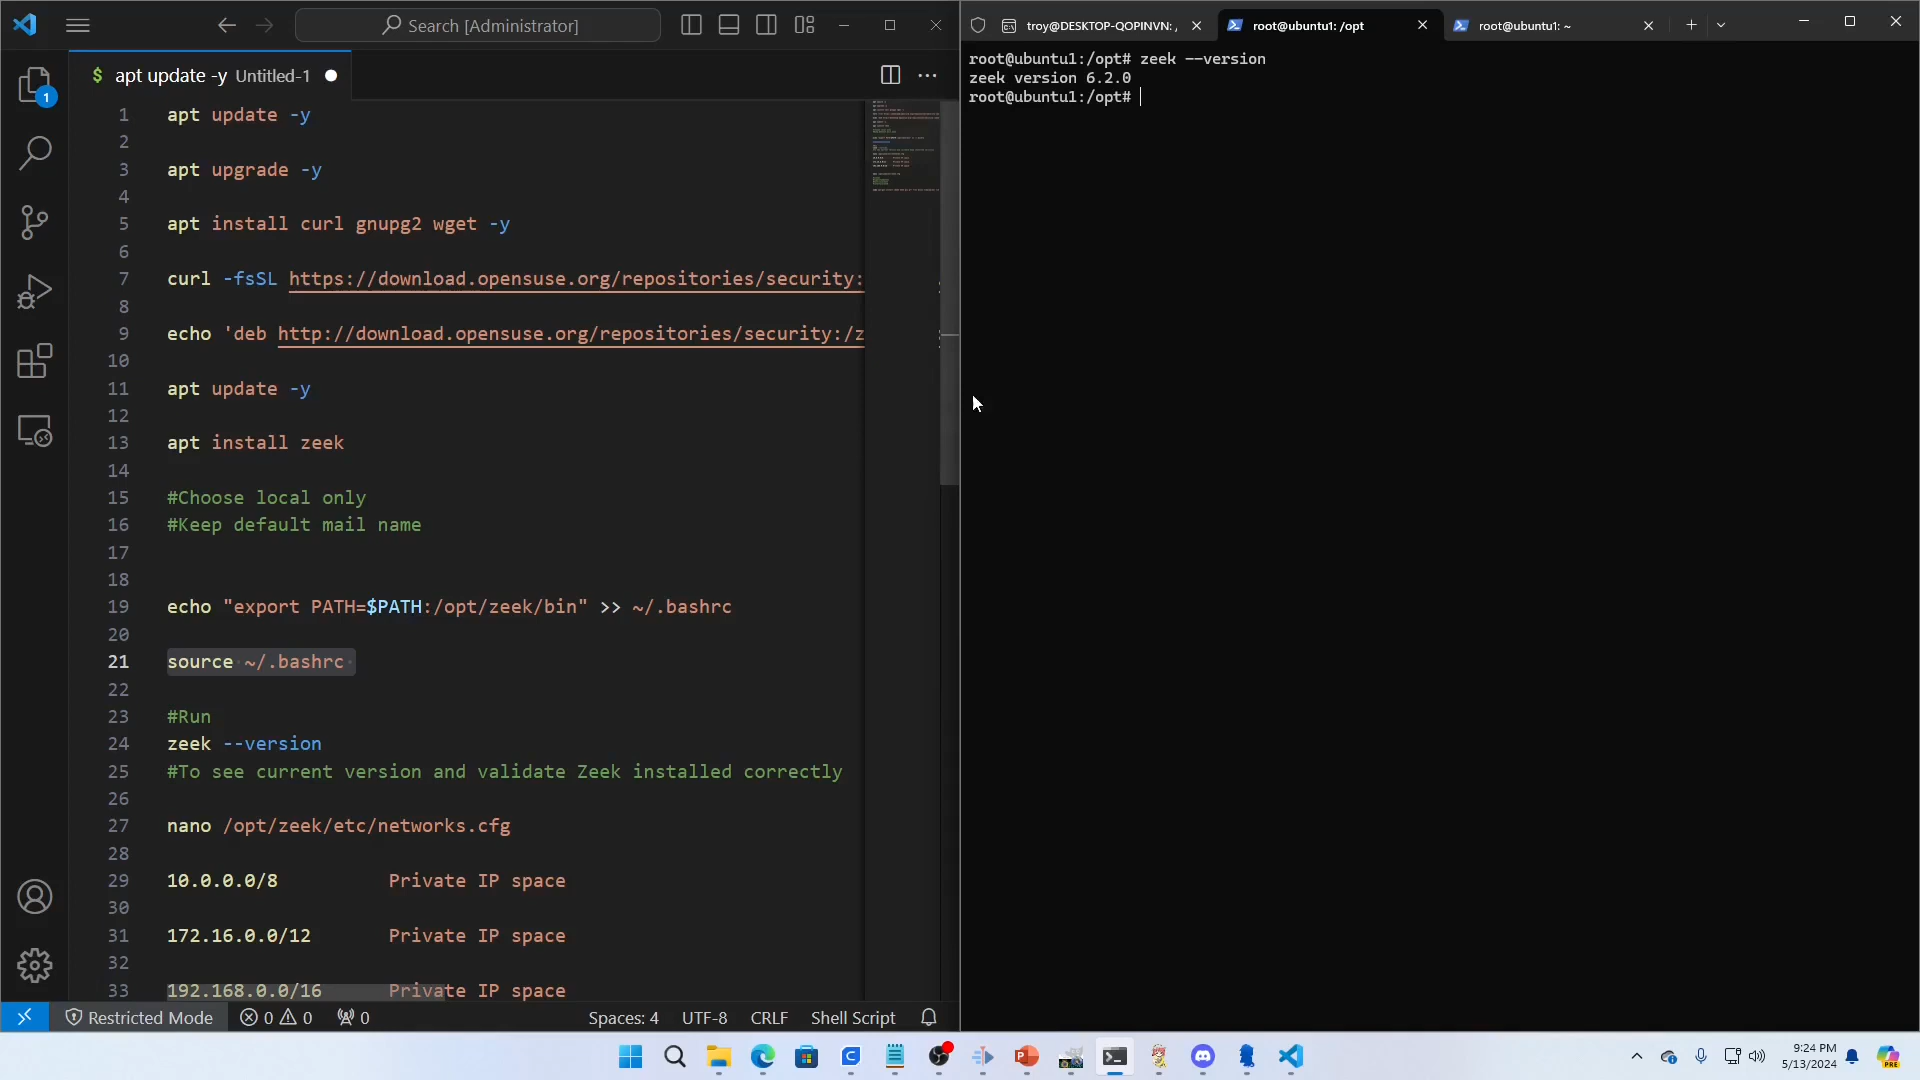 Search [Administrator]
$ apt update -y Untitled-1
1 apt update -y
2
3 apt upgrade -y
4
5 apt install curl gnupg2 wget -y
6
7 curl -fsSL https://download.opensuse.org/repositories/security:
8
9 echo 'deb http://download.opensuse.org/repositories/security:/z
10
11 apt update -y
12
13 apt install zeek
14
15 #Choose local only
16 #Keep default mail name
17
18
19 echo "export PATH=$PATH:/opt/zeek/bin" >> ~/.bashrc
20
21 source ~/.bashrc
22
23 #Run
24 zeek --version
25 #To see current version and validate Zeek installed correctly
26
27 nano /opt/zeek/etc/networks.cfg
28
29 10.0.0.0/8 Private IP space
30
31 172.16.0.0/12 Private IP space
32
33 192.168.0.0/16 Private IP space
1
Restricted Mode 0 0 0 Spaces: 4 UTF-8 CRLF Shell Script
troy@DESKTOP-QOPINVN: root@ubuntu1: /opt root@ubuntu1: ~
root@ubuntu1:/opt# zeek --version
zeek version 6.2.0
root@ubuntu1:/opt#
9:24 PM
5/13/2024
PRE